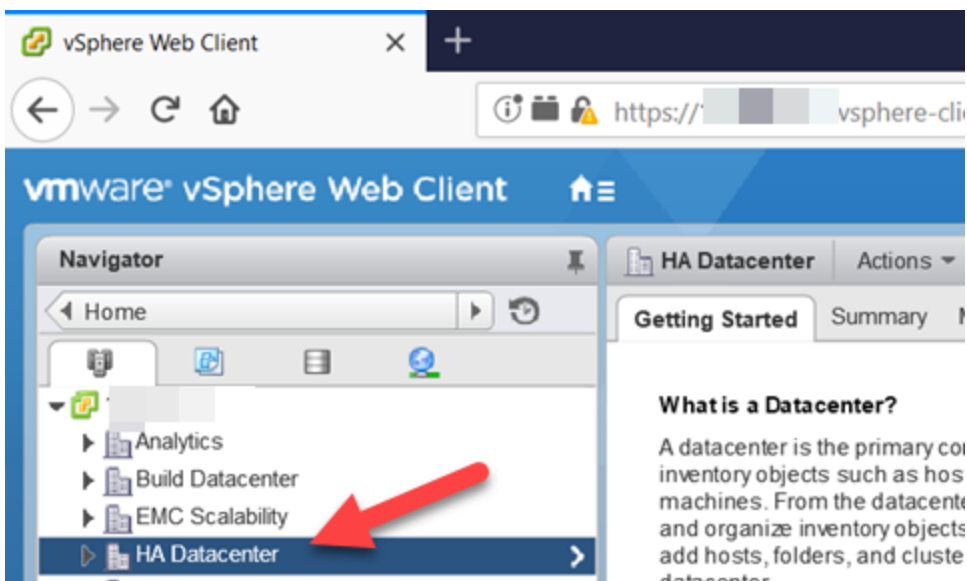 vSphere Web Client
https://
vsphere-cli
vmware® vSphere Web Client
Navigator
HA Datacenter
Actions
Home
Getting Started
Summary
Analytics
Build Datacenter
EMC Scalability
HA Datacenter
What is a Datacenter?
A datacenter is the primary co
inventory objects such as hos
machines. From the datacente
and organize inventory objects
add hosts, folders, and cluste
datacenter